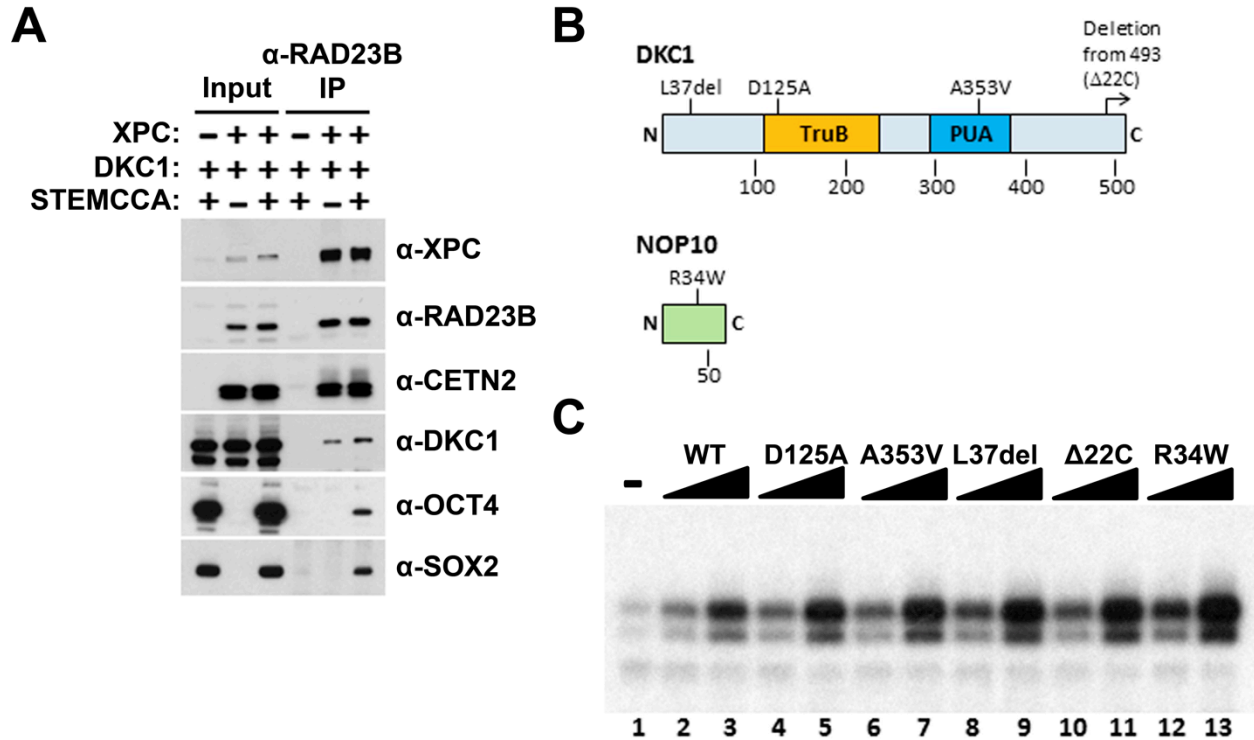 A
α-RAD23B
Input IP
XPC: - + + - + +
DKC1: + + + + + +
STEMCCA: + - + + - +
α-XPC
α-RAD23B
α-CETN2
α-DKC1
α-OCT4
α-SOX2
B
DKC1
Deletion
from 493
(Δ22C)
L37del D125A A353V
N TruB PUA C
100 200 300 400 500
NOP10
R34W
N C
50
C
- WT D125A A353V L37del Δ22C R34W
1 2 3 4 5 6 7 8 9 10 11 12 13